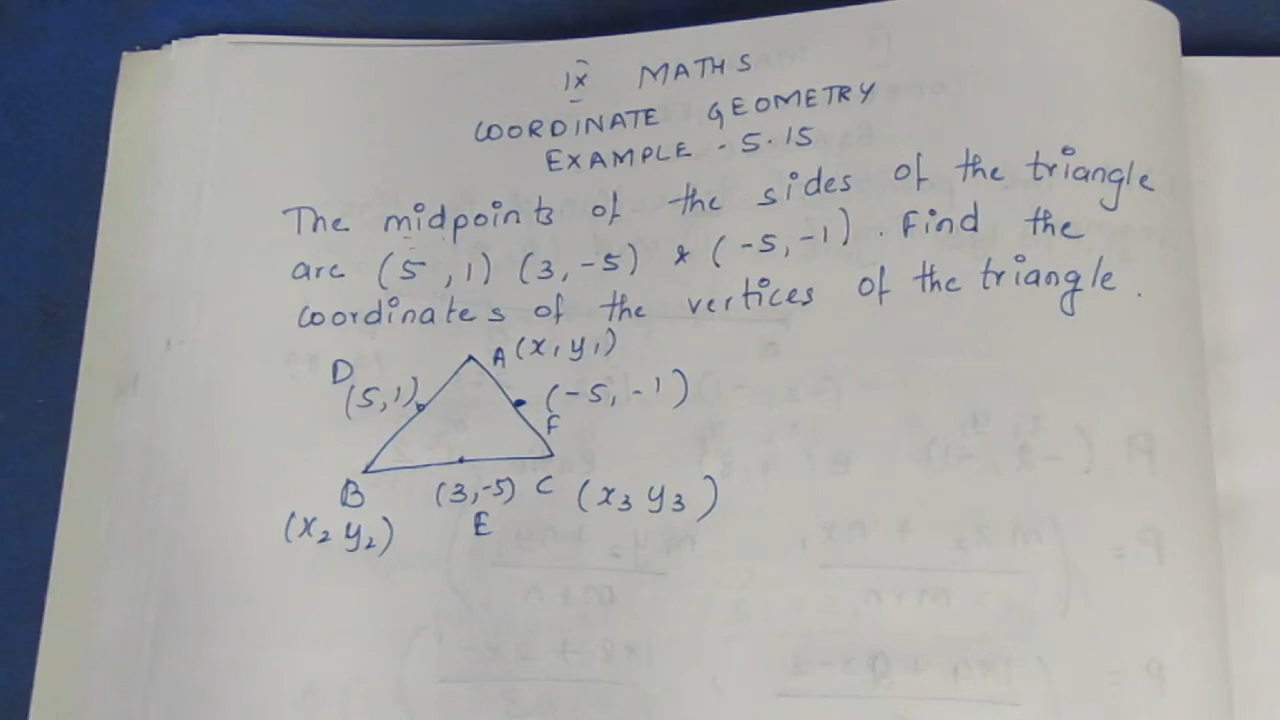 IX MATHS
COORDINATE GEOMETRY
EXAMPLE - 5.15
The midpoints of the sides of the triangle
are (5,1) (3,-5) & (-5,-1). Find the
coordinates of the vertices of the triangle.
A (x₁ y₁)
D
(5,1) (-5,-1)
F
B (3,-5) C (x₃ y₃)
(x₂ y₂) E